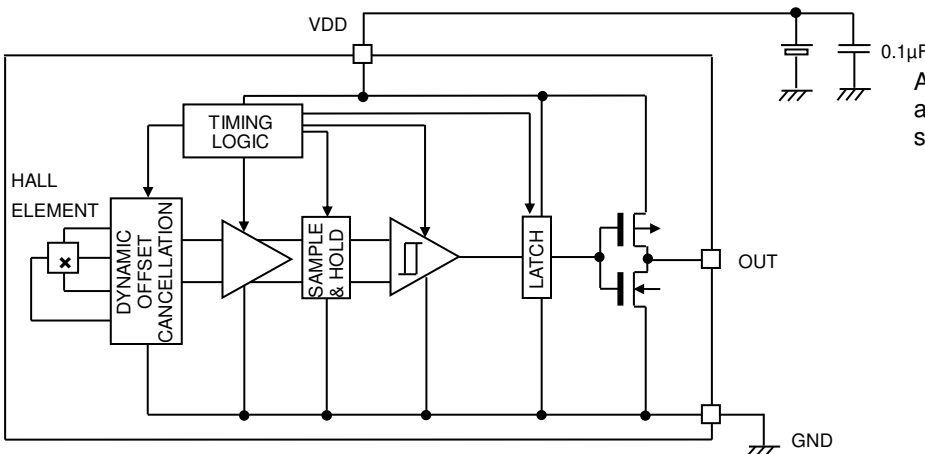 VDD
0.1µF
A
a
s
TIMING
LOGIC
HALL
ELEMENT
DYNAMIC
OFFSET
CANCELLATION
SAMPLE
& HOLD
LATCH
OUT
GND